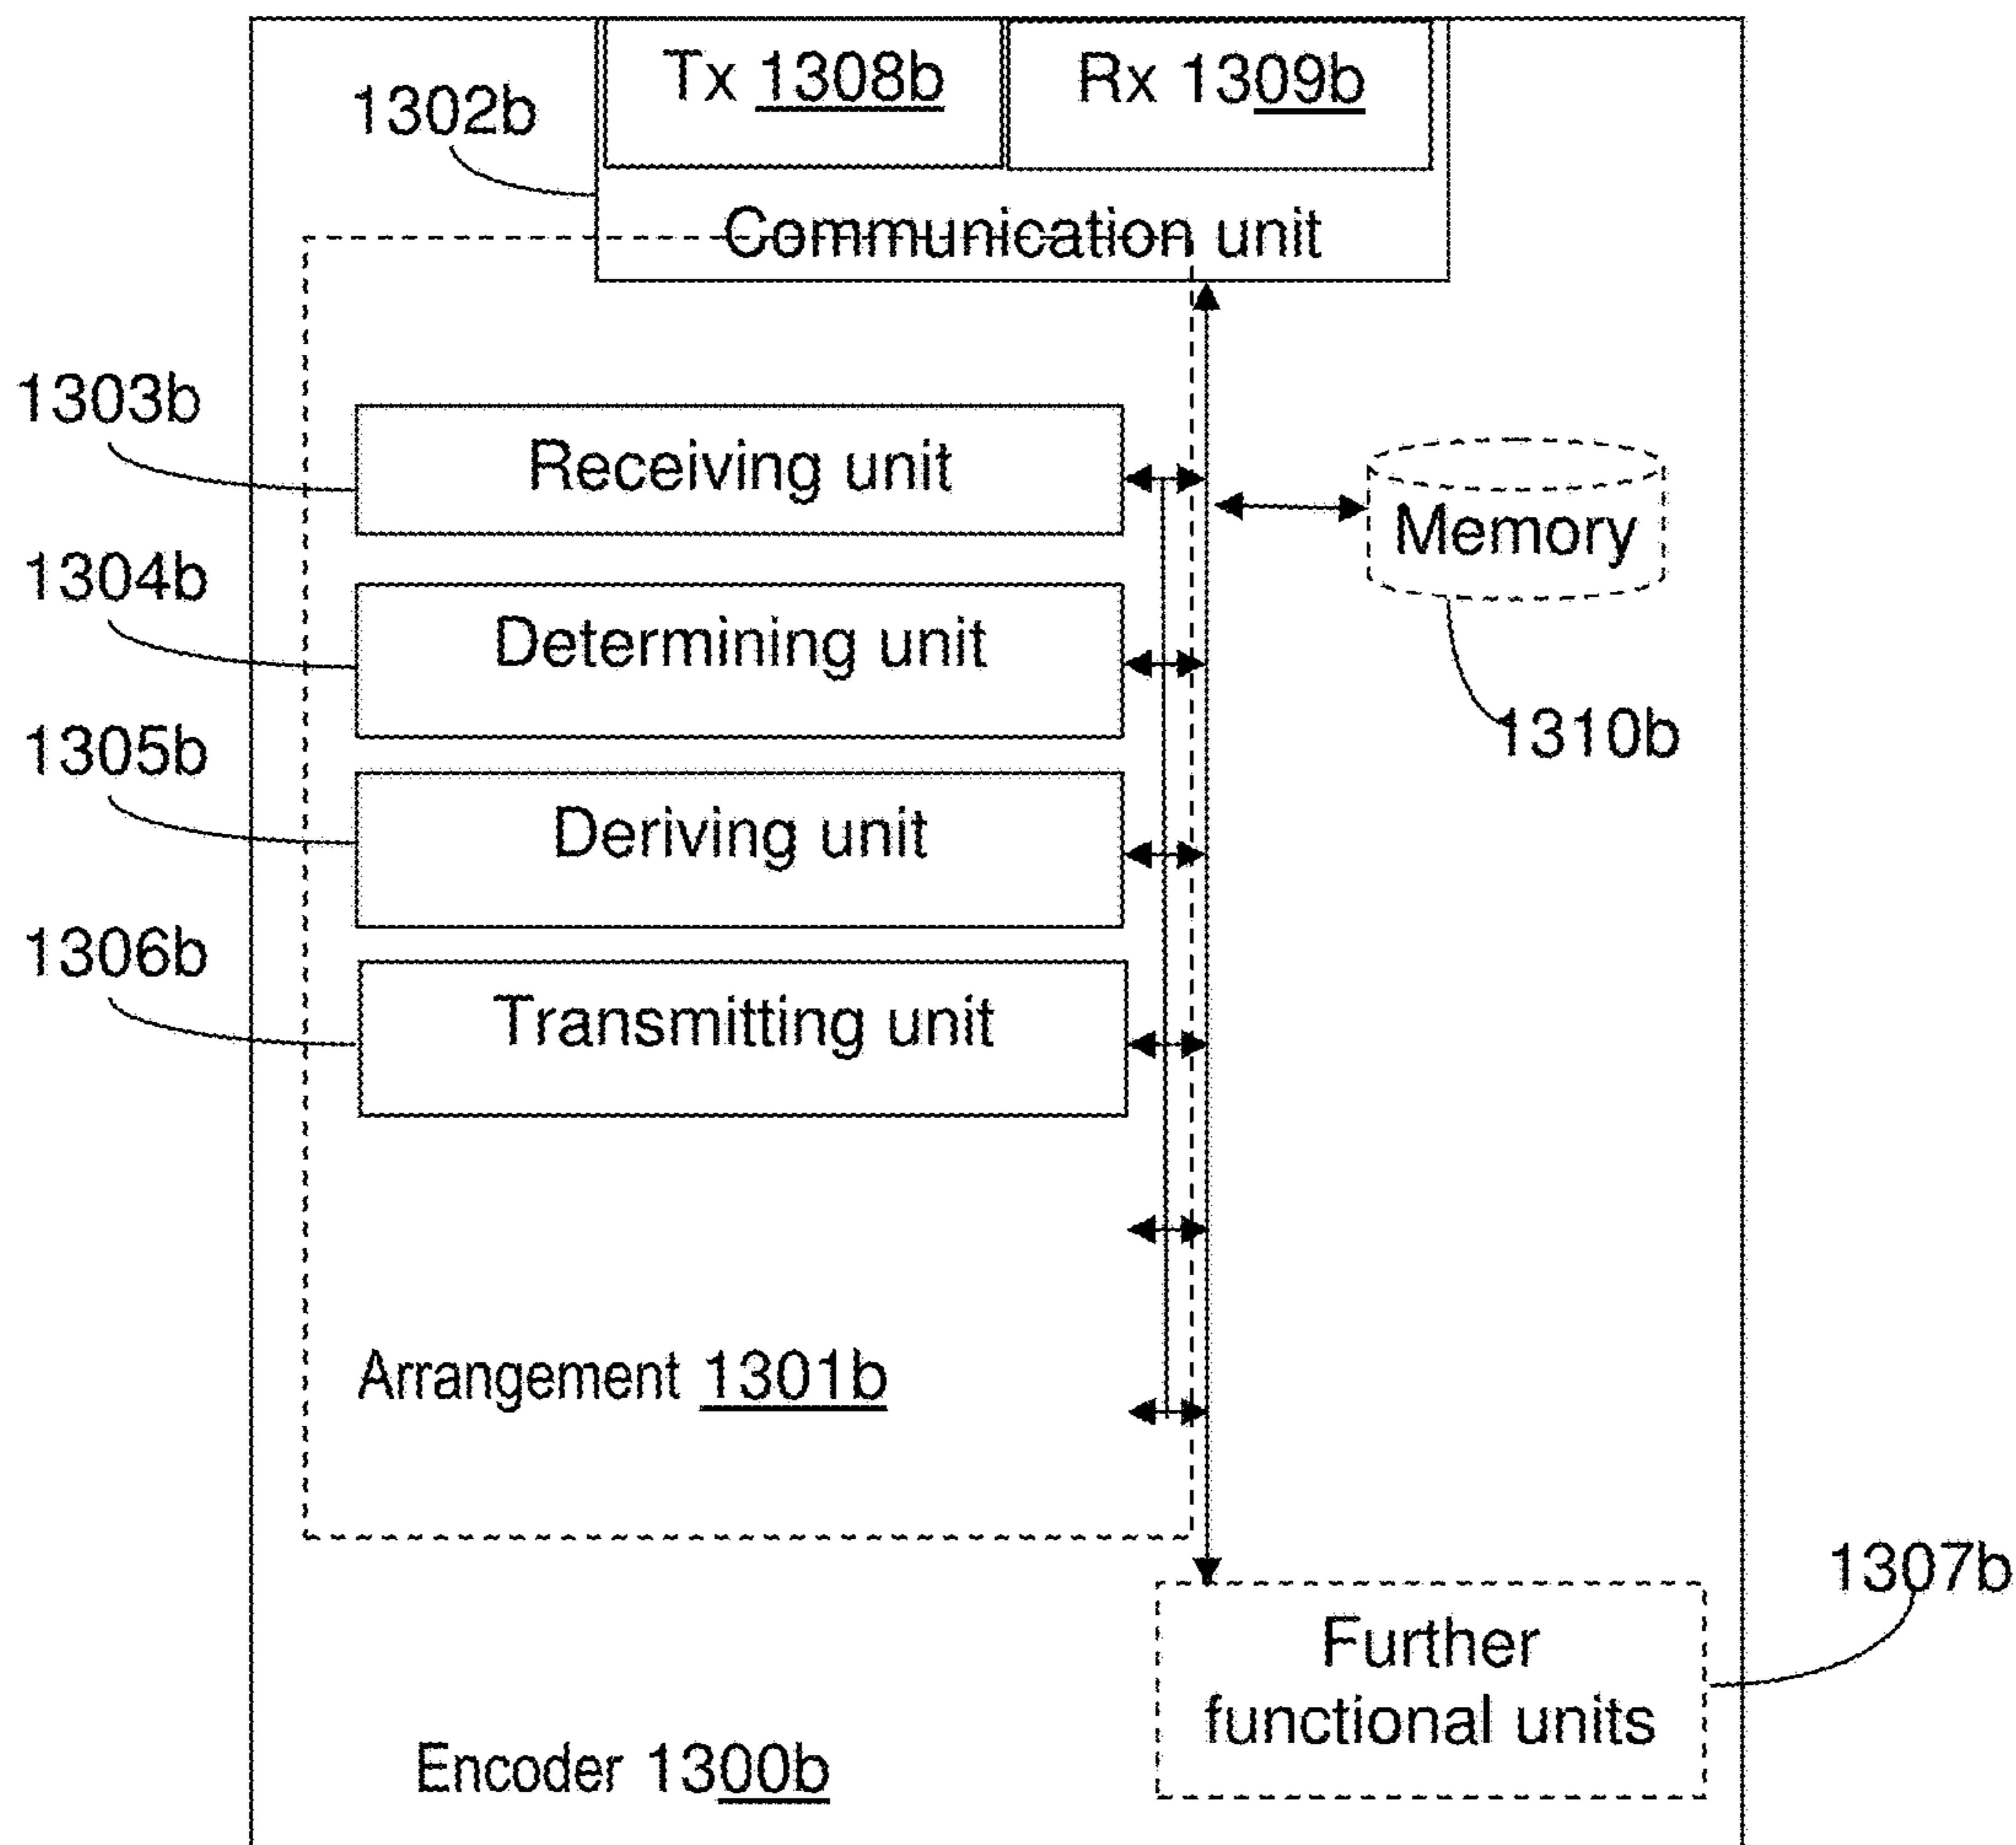 Tx 1308b
Rx 1309b
1302b
Communication unit
1303b
Receiving unit
Memory
1304b
Determining unit
1310b
1305b
Deriving unit
1306b
Transmitting unit
Arrangement 1301b
1307b
Further
functional units
Encoder 1300b